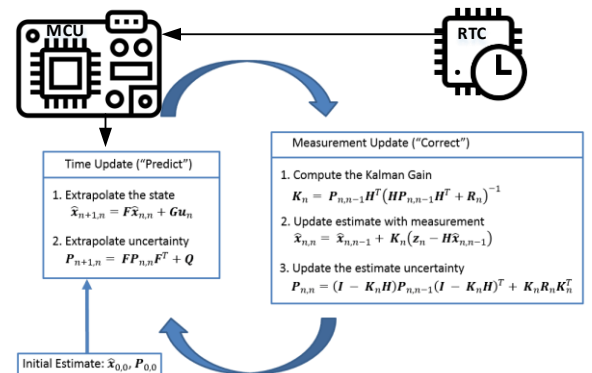 MCU
RTC
Time Update ("Predict")
1. Extrapolate the state
x̂ₙ₊₁,ₙ = Fx̂ₙ,ₙ + Guₙ
2. Extrapolate uncertainty
Pₙ₊₁,ₙ = FPₙ,ₙFᵀ + Q
Measurement Update ("Correct")
1. Compute the Kalman Gain
Kₙ = Pₙ,ₙ₋₁Hᵀ(HPₙ,ₙ₋₁Hᵀ + Rₙ)⁻¹
2. Update estimate with measurement
x̂ₙ,ₙ = x̂ₙ,ₙ₋₁ + Kₙ(zₙ − Hx̂ₙ,ₙ₋₁)
3. Update the estimate uncertainty
Pₙ,ₙ = (I − KₙH)Pₙ,ₙ₋₁(I − KₙH)ᵀ + KₙRₙKₙᵀ
Initial Estimate: x̂₀,₀, P₀,₀